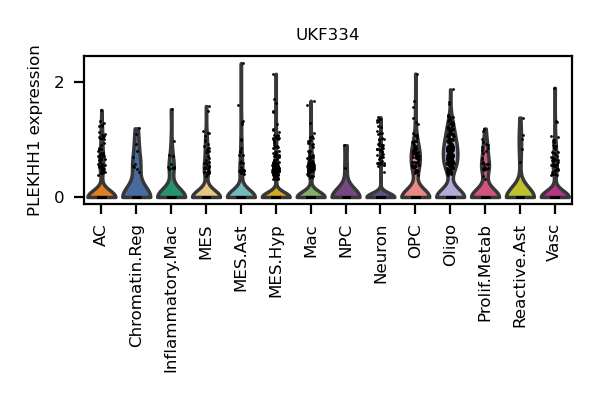 UKF334
PLEKHH1 expression
2
0
AC
Chromatin.Reg
Inflammatory.Mac
MES
MES.Ast
MES.Hyp
Mac
NPC
Neuron
OPC
Oligo
Prolif.Metab
Reactive.Ast
Vasc